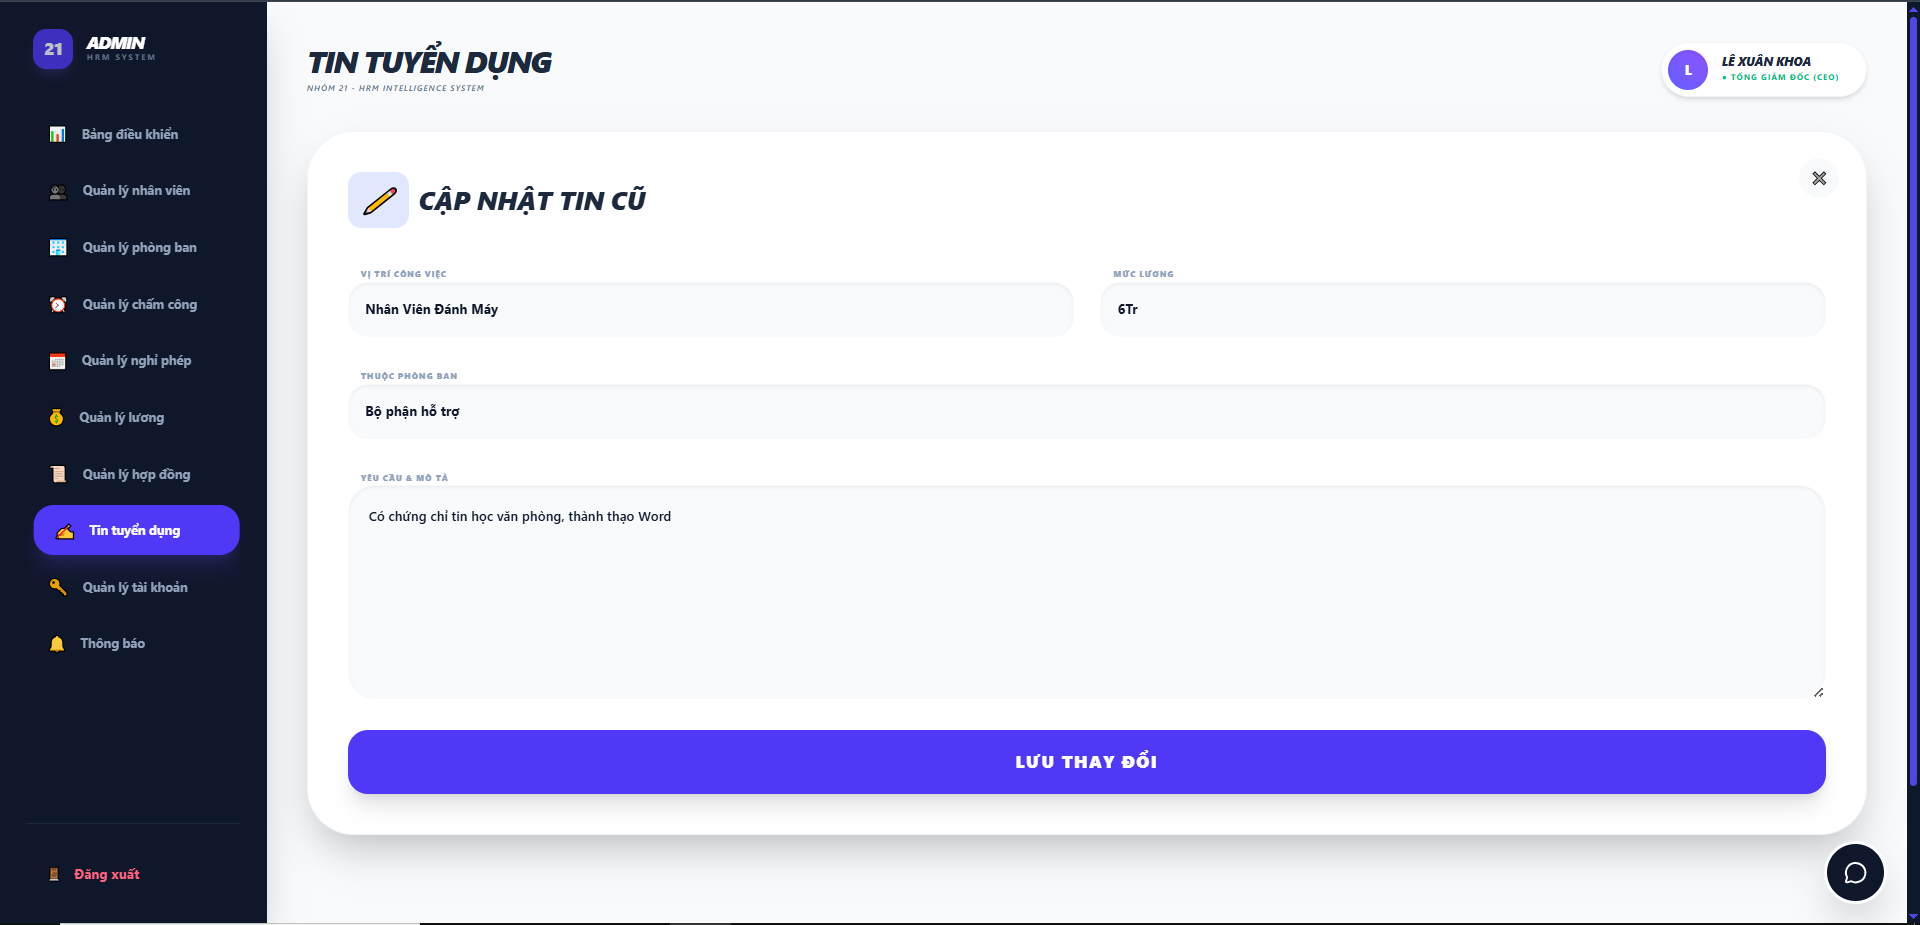 21
ADMIN
HRM SYSTEM
Bảng điều khiển
Quản lý nhân viên
Quản lý phòng ban
Quản lý chấm công
Quản lý nghỉ phép
Quản lý lương
Quản lý hợp đồng
Tin tuyển dụng
Quản lý tài khoản
Thông báo
Đăng xuất
TIN TUYỂN DỤNG
NHÓM 21 - HRM INTELLIGENCE SYSTEM
L
LÊ XUÂN KHOA
● TỔNG GIÁM ĐỐC (CEO)
CẬP NHẬT TIN CŨ
VỊ TRÍ CÔNG VIỆC
Nhân Viên Đánh Máy
MỨC LƯƠNG
6Tr
THUỘC PHÒNG BAN
Bộ phận hỗ trợ
YÊU CẦU & MÔ TẢ
Có chứng chỉ tin học văn phòng, thành thạo Word
LƯU THAY ĐỔI